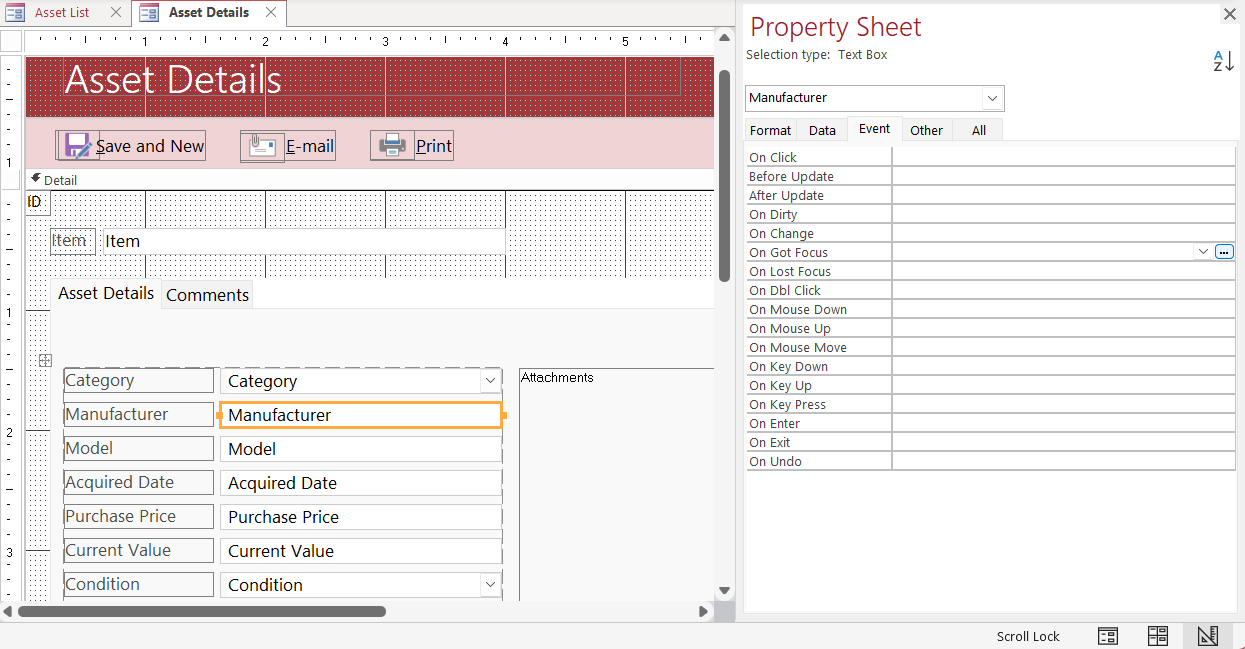 Asset List
Asset Details
1 2 3 4 5
Asset Details
Save and New
E-mail
Print
1
Detail
ID
Item
Item
Asset Details
Comments
1
Category
Category
Attachments
Manufacturer
Manufacturer
2
Model
Model
Acquired Date
Acquired Date
Purchase Price
Purchase Price
3
Current Value
Current Value
Condition
Condition
Property Sheet
Selection type: Text Box
A
Z
Manufacturer
Format
Data
Event
Other
All
On Click
Before Update
After Update
On Dirty
On Change
On Got Focus
...
On Lost Focus
On Dbl Click
On Mouse Down
On Mouse Up
On Mouse Move
On Key Down
On Key Up
On Key Press
On Enter
On Exit
On Undo
Scroll Lock